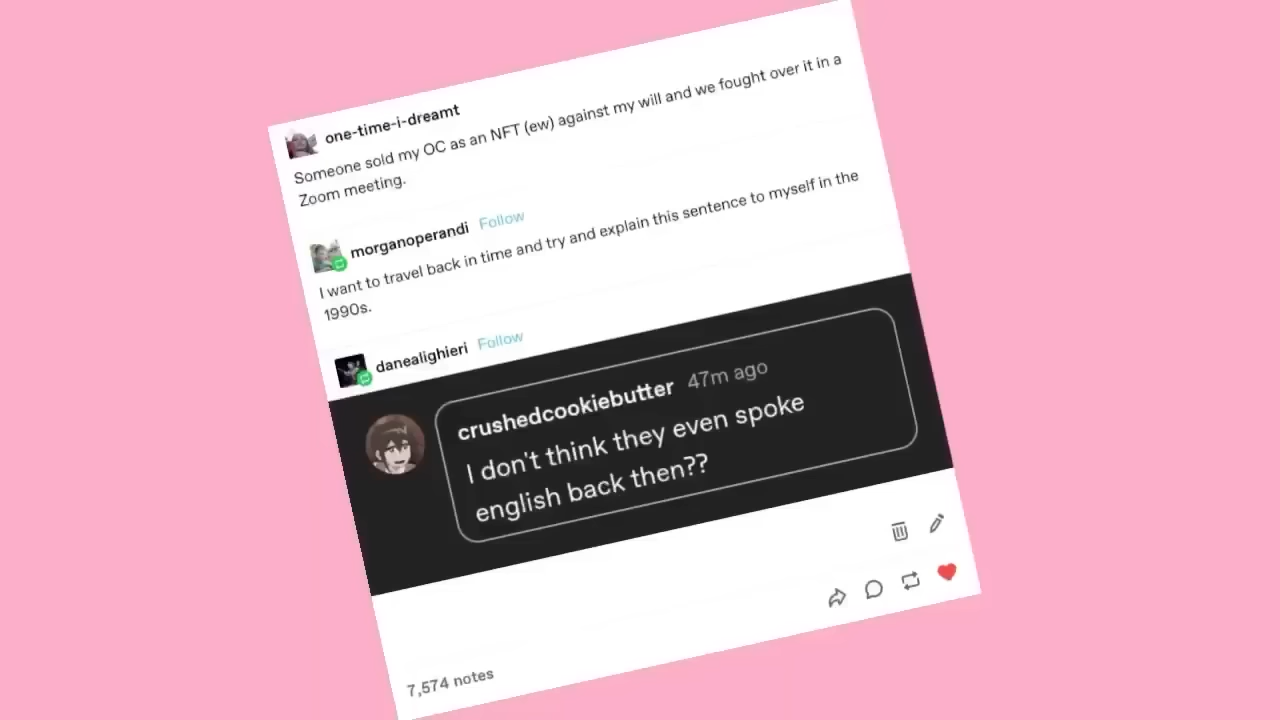 one-time-i-dreamt
Someone sold my OC as an NFT (ew) against my will and we fought over it in a
Zoom meeting.
morganoperandi Follow
I want to travel back in time and try and explain this sentence to myself in the
1990s.
danealighieri Follow
crushedcookiebutter 47m ago
I don't think they even spoke
english back then??
7,574 notes